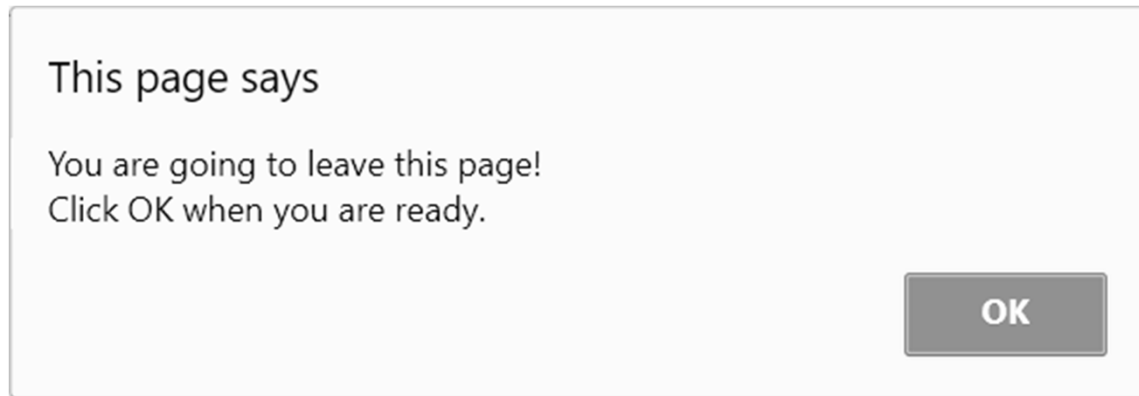 This page says
You are going to leave this page!
Click OK when you are ready.
OK